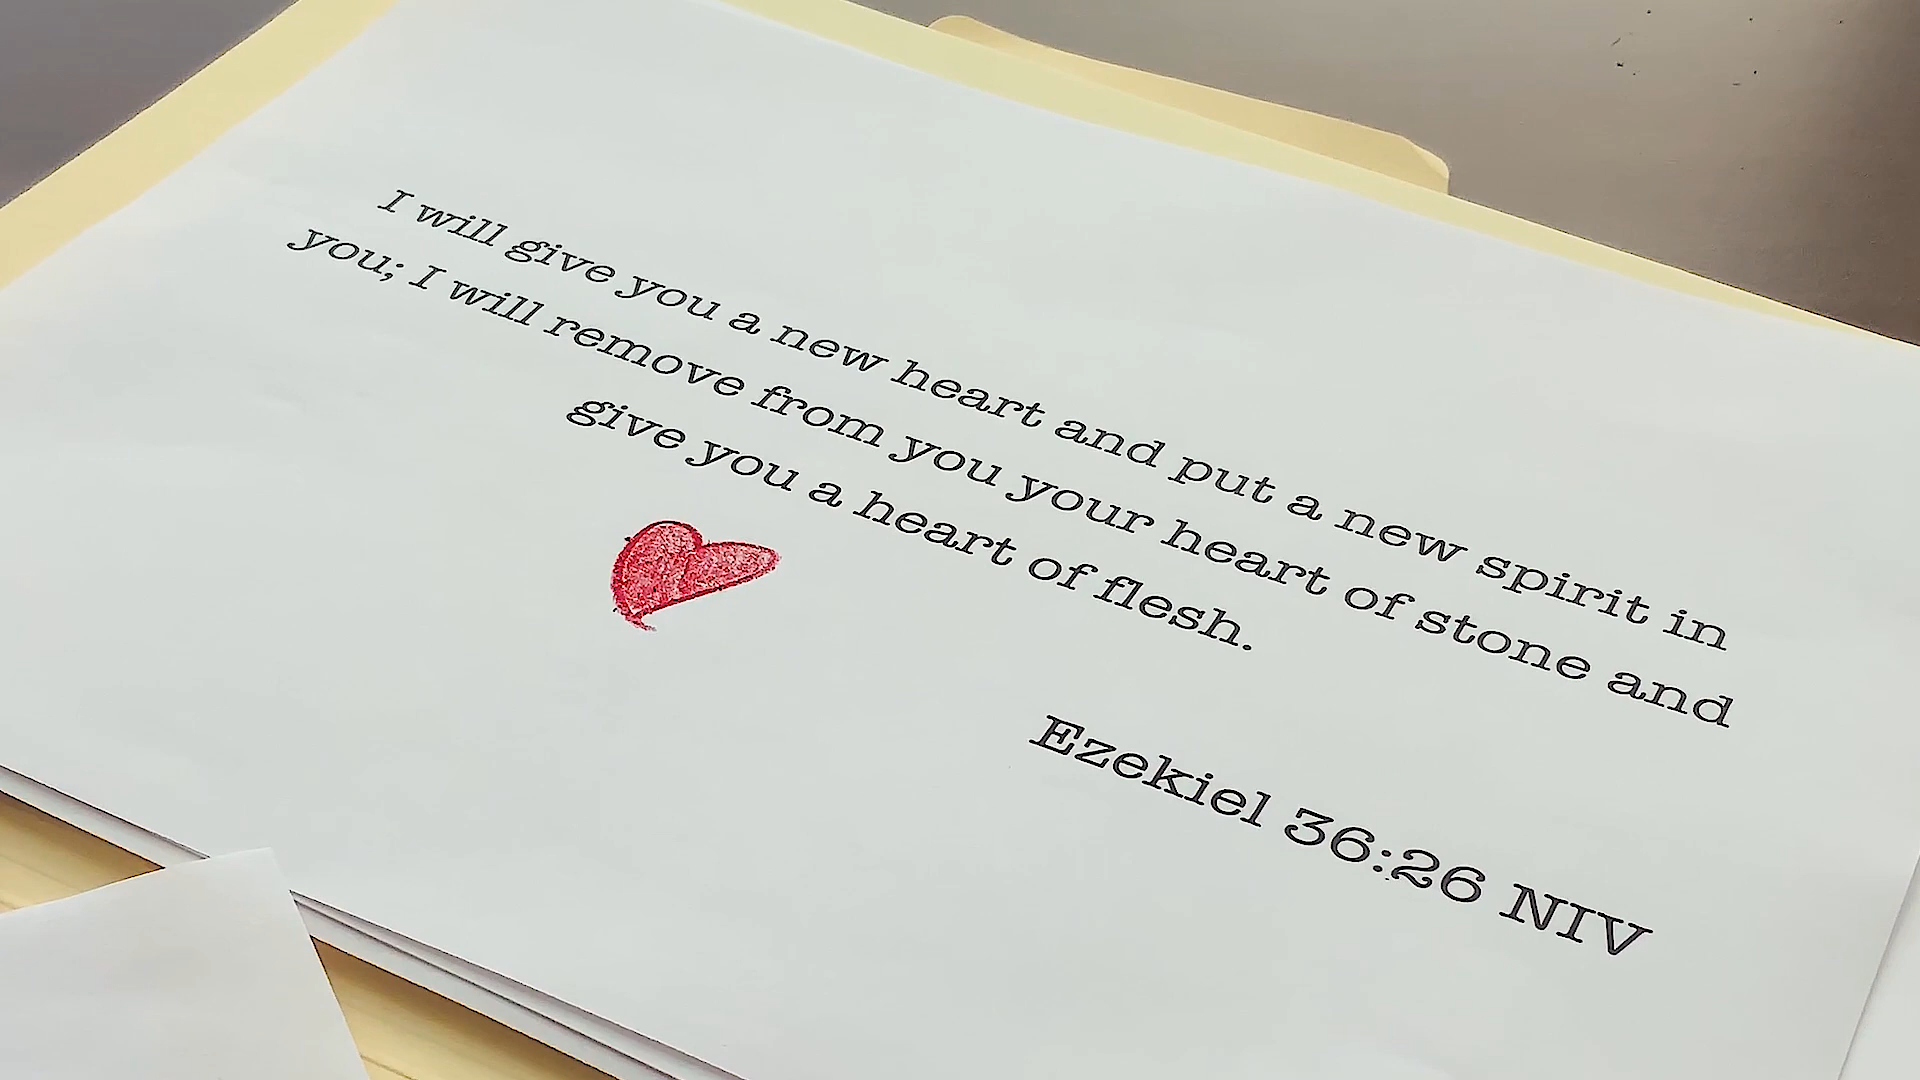 I will give you a new heart and put a new spirit in
you; I will remove from you your heart of stone and
give you a heart of flesh.
Ezekiel 36:26 NIV